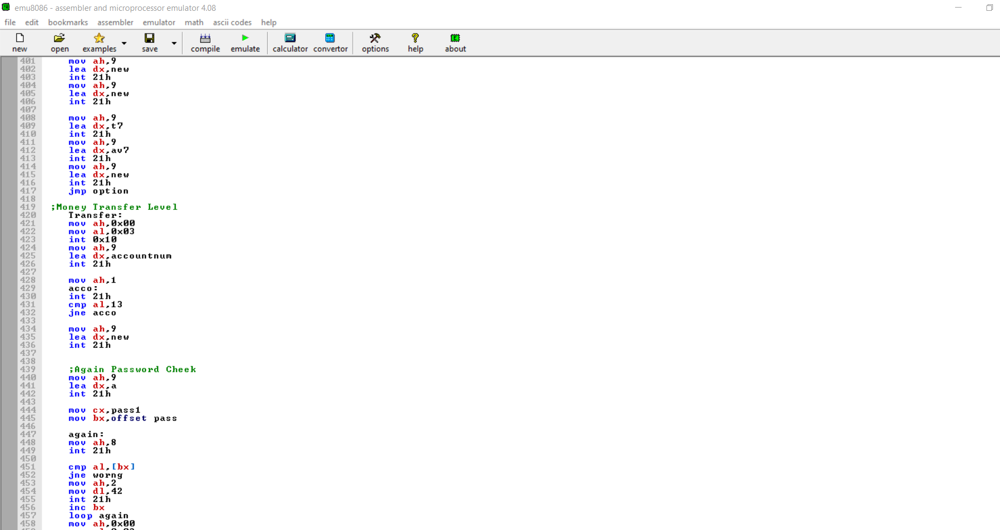 emu8086 - assembler and microprocessor emulator 4.08
file edit bookmarks assembler emulator math ascii codes help
new open examples save compile emulate calculator convertor options help about
401 mov ah,9
402 lea dx,new
403 int 21h
404 mov ah,9
405 lea dx,new
406 int 21h
407
408 mov ah,9
409 lea dx,t7
410 int 21h
411 mov ah,9
412 lea dx,av7
413 int 21h
414 mov ah,9
415 lea dx,new
416 int 21h
417 jmp option
418
419 ;Money Transfer Level
420 Transfer:
421 mov ah,0x00
422 mov al,0x03
423 int 0x10
424 mov ah,9
425 lea dx,accountnum
426 int 21h
427
428 mov ah,1
429 acco:
430 int 21h
431 cmp al,13
432 jne acco
433
434 mov ah,9
435 lea dx,new
436 int 21h
437
438
439 ;Again Password Cheek
440 mov ah,9
441 lea dx,a
442 int 21h
443
444 mov cx,pass1
445 mov bx,offset pass
446
447 again:
448 mov ah,8
449 int 21h
450
451 cmp al,[bx]
452 jne worng
453 mov ah,2
454 mov dl,42
455 int 21h
456 inc bx
457 loop again
458 mov ah,0x00